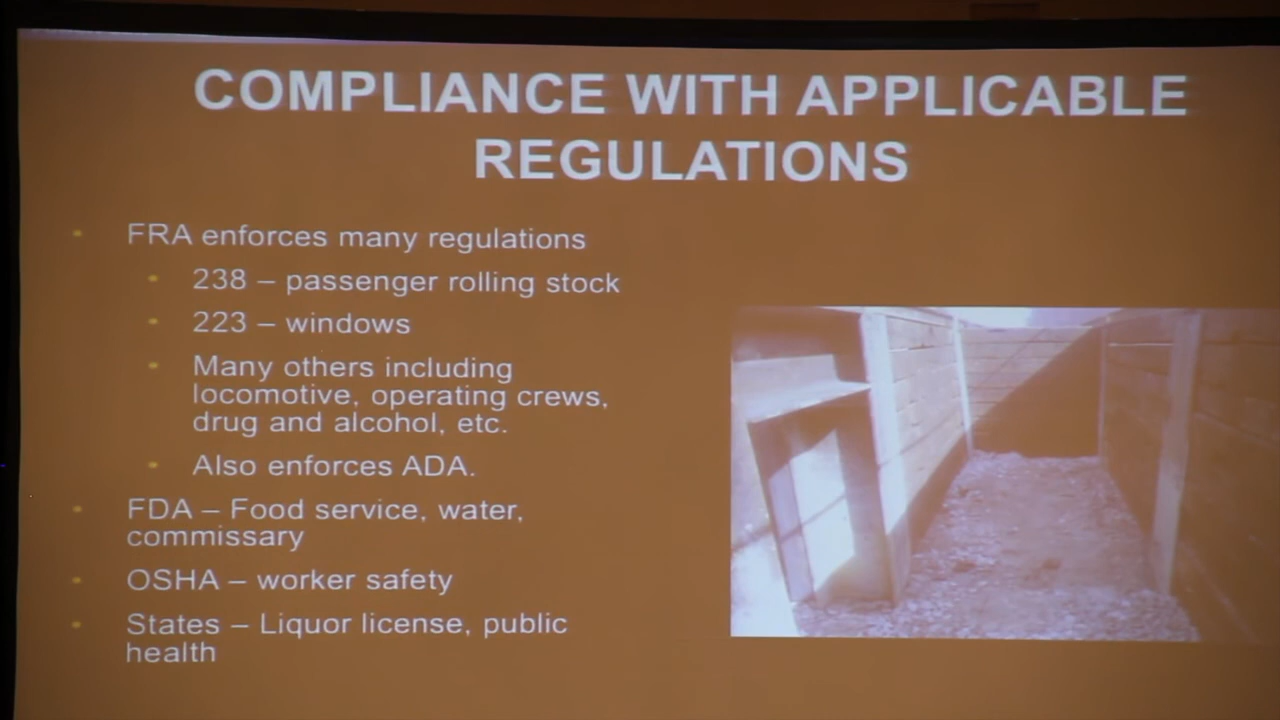 COMPLIANCE WITH APPLICABLE
REGULATIONS
• FRA enforces many regulations
• 238 – passenger rolling stock
• 223 – windows
• Many others including
locomotive, operating crews,
drug and alcohol, etc.
• Also enforces ADA.
• FDA – Food service, water,
commissary
• OSHA – worker safety
• States – Liquor license, public
health